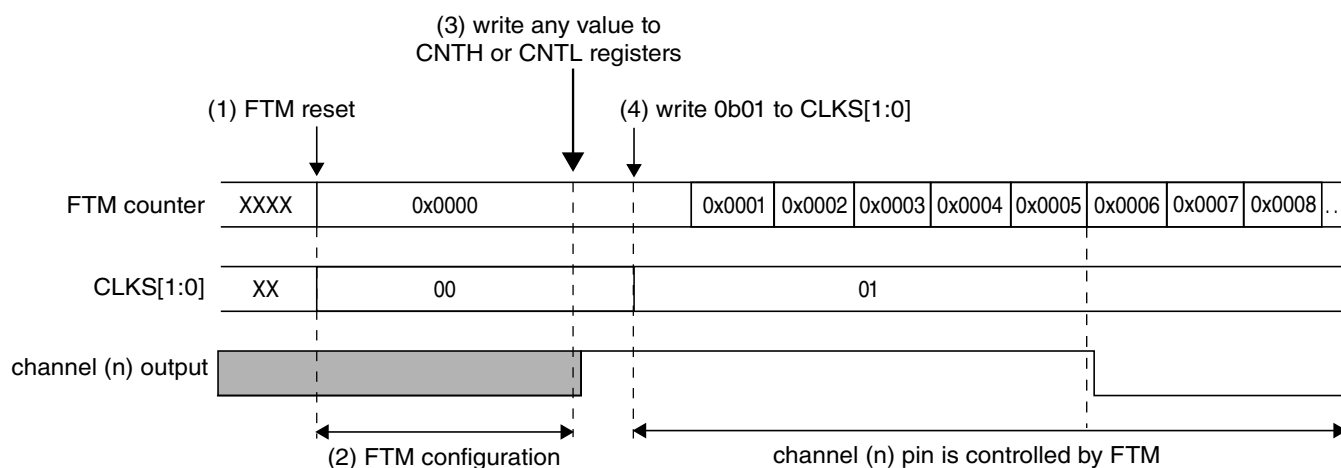 (3) write any value to
CNTH or CNTL registers
(1) FTM reset
(4) write 0b01 to CLKS[1:0]
FTM counter XXXX 0x0000 0x0001 0x0002 0x0003 0x0004 0x0005 0x0006 0x0007 0x0008 . .
CLKS[1:0] XX 00 01
channel (n) output
(2) FTM configuration channel (n) pin is controlled by FTM